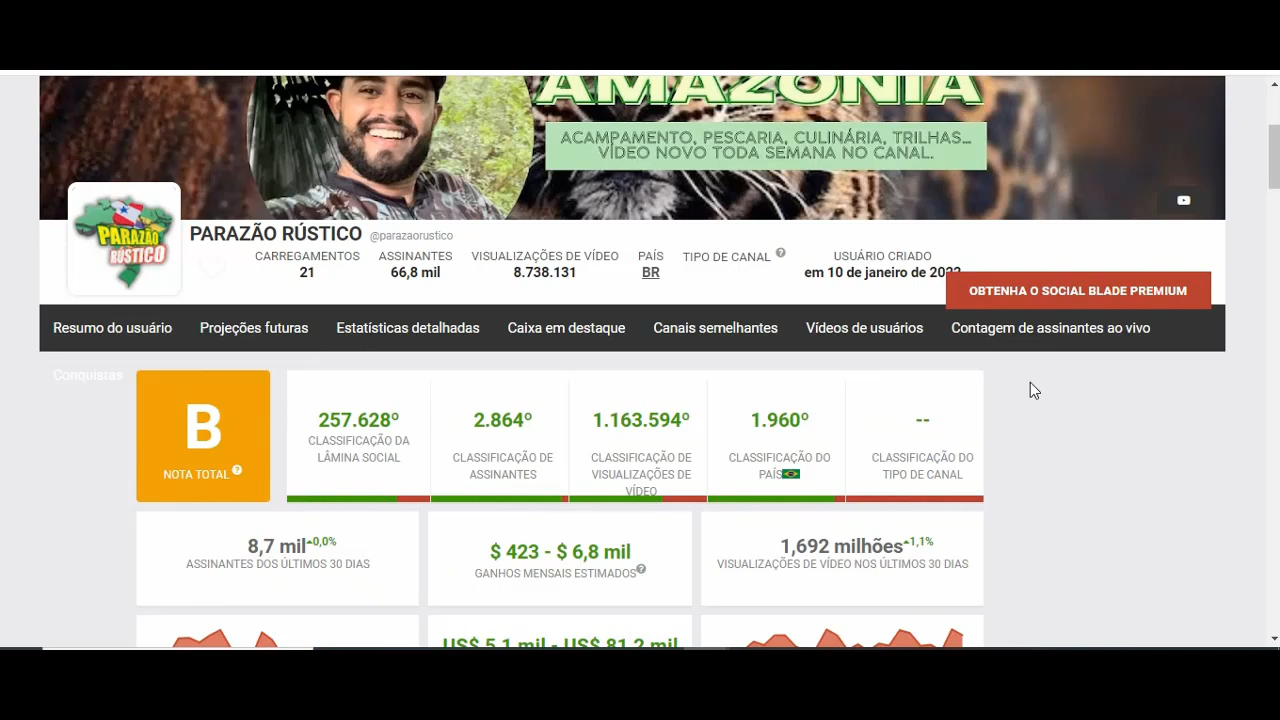 AMAZÔNIA
ACAMPAMENTO, PESCARIA, CULINÁRIA, TRILHAS...
VÍDEO NOVO TODA SEMANA NO CANAL.
PARAZÃO
RÚSTICO
PARAZÃO RÚSTICO @parazaorustico
CARREGAMENTOS
21
ASSINANTES
66,8 mil
VISUALIZAÇÕES DE VÍDEO
8.738.131
PAÍS
BR
TIPO DE CANAL ?
USUÁRIO CRIADO
em 10 de janeiro de
OBTENHA O SOCIAL BLADE PREMIUM
Resumo do usuário
Projeções futuras
Estatísticas detalhadas
Caixa em destaque
Canais semelhantes
Vídeos de usuários
Contagem de assinantes ao vivo
Conquistas
B
NOTA TOTAL ?
257.628º
CLASSIFICAÇÃO DA
LÂMINA SOCIAL
2.864º
CLASSIFICAÇÃO DE
ASSINANTES
1.163.594º
CLASSIFICAÇÃO DE
VISUALIZAÇÕES DE
VÍDEO
1.960º
CLASSIFICAÇÃO DO
PAÍS
--
CLASSIFICAÇÃO DO
TIPO DE CANAL
8,7 mil 0,0%
ASSINANTES DOS ÚLTIMOS 30 DIAS
$ 423 - $ 6,8 mil
GANHOS MENSAIS ESTIMADOS ?
1,692 milhões 1,1%
VISUALIZAÇÕES DE VÍDEO NOS ÚLTIMOS 30 DIAS
US$ 5,1 mil - US$ 81,2 mil